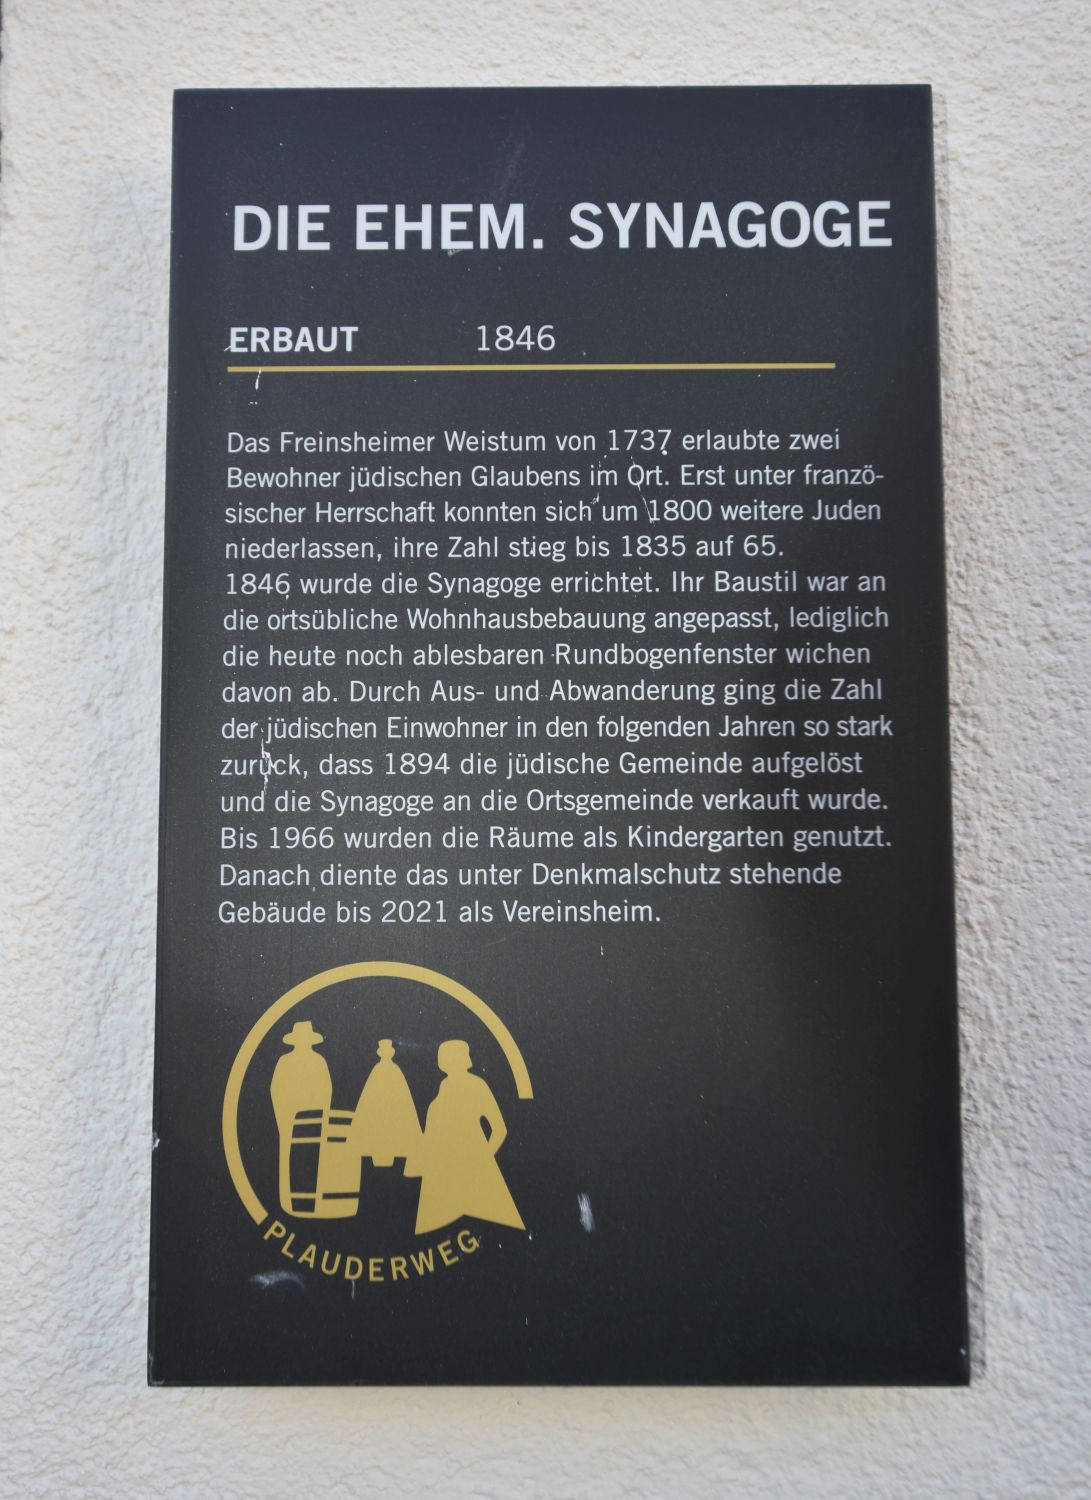 DIE EHEM. SYNAGOGE
ERBAUT 1846
Das Freinsheimer Weistum von 1737 erlaubte zwei
Bewohner jüdischen Glaubens im Ort. Erst unter franzö-
sischer Herrschaft konnten sich um 1800 weitere Juden
niederlassen, ihre Zahl stieg bis 1835 auf 65.
1846 wurde die Synagoge errichtet. Ihr Baustil war an
die ortsübliche Wohnhausbebauung angepasst, lediglich
die heute noch ablesbaren Rundbogenfenster wichen
davon ab. Durch Aus- und Abwanderung ging die Zahl
der jüdischen Einwohner in den folgenden Jahren so stark
zurück, dass 1894 die jüdische Gemeinde aufgelöst
und die Synagoge an die Ortsgemeinde verkauft wurde.
Bis 1966 wurden die Räume als Kindergarten genutzt.
Danach diente das unter Denkmalschutz stehende
Gebäude bis 2021 als Vereinsheim.
PLAUDERWEG